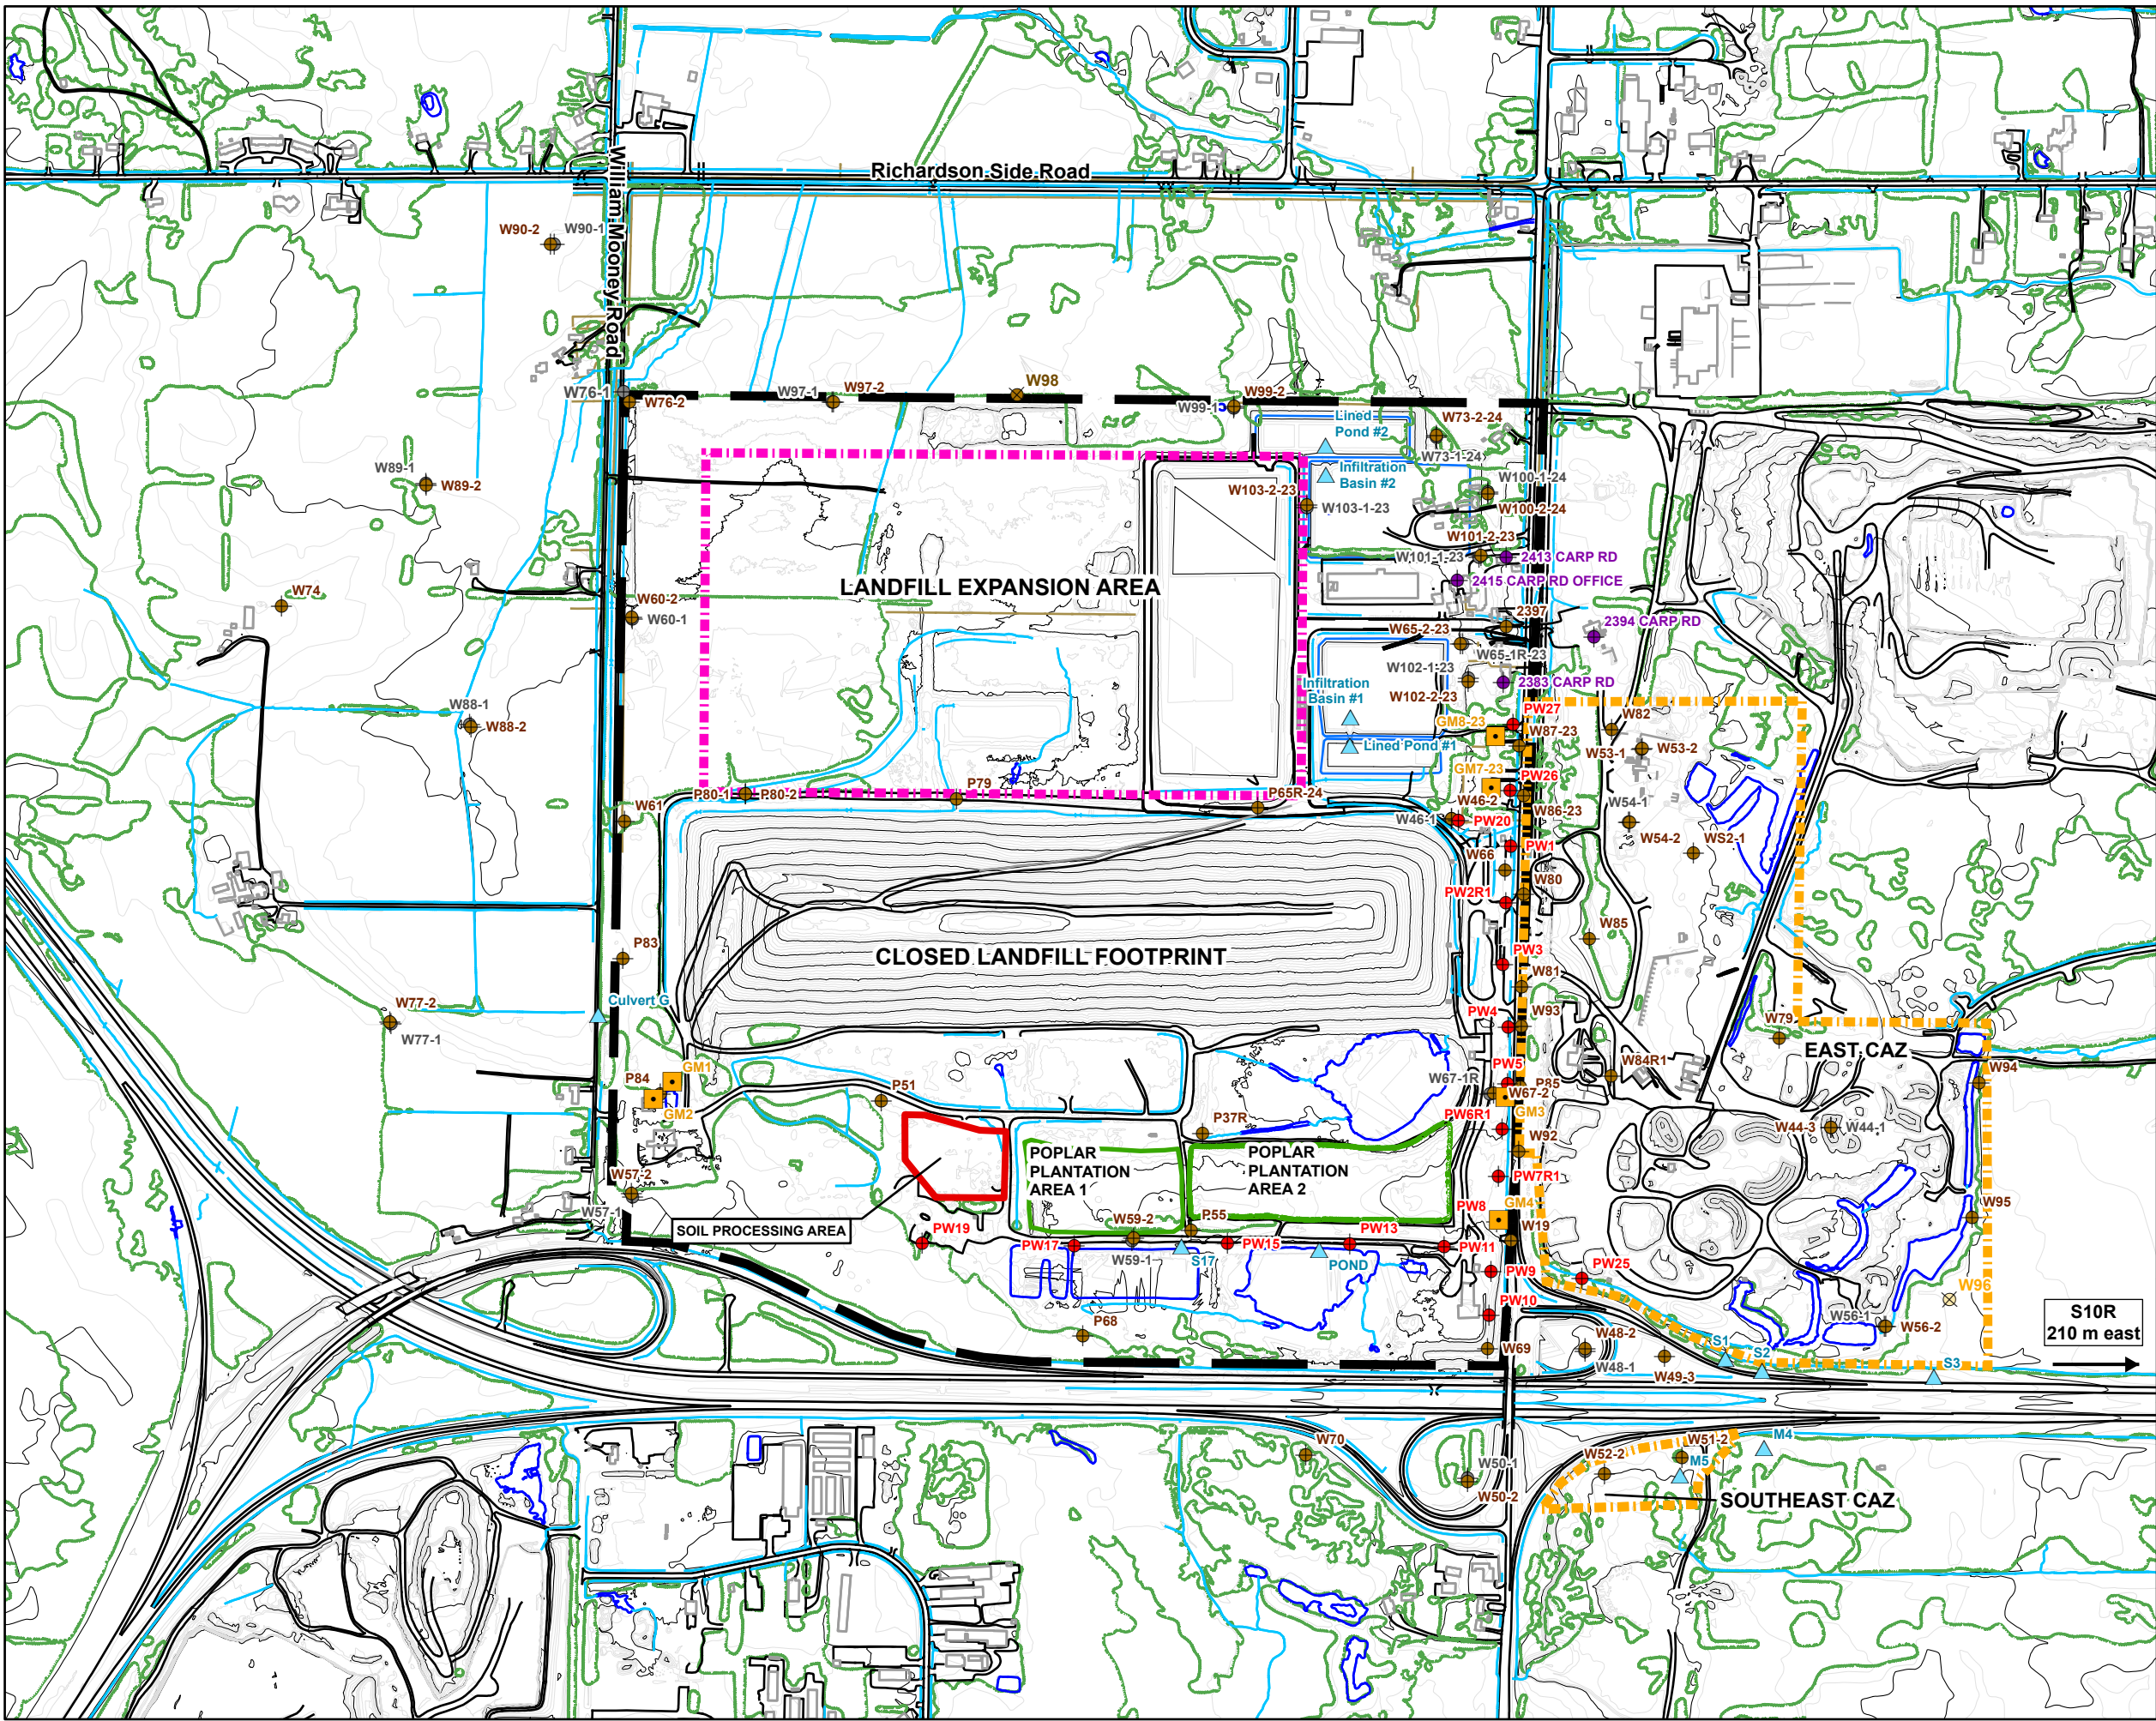 Richardson Side Road
William Mooney Road
W90-2
W90-1
W76-1
W76-2
W97-1
W97-2
W98
W99-1
W99-2
Lined
Pond #2
W73-2-24
W73-1-24
Infiltration
Basin #2
W89-1
W89-2
W103-2-23
W103-1-23
W100-1-24
W100-2-24
W101-2-23
W101-1-23
2413 CARP RD
2415 CARP RD OFFICE
LANDFILL EXPANSION AREA
W74
W60-2
W60-1
2397
W65-2-23
2394 CARP RD
W65-1R-23
W102-1-23
2383 CARP RD
Infiltration
Basin #1
W102-2-23
W88-1
W88-2
GM8-23
PW27
W87-23
W82
W53-1
W53-2
Lined Pond #1
GM7-23
PW26
P80-1
P80-2
P79
P65R-24
W61
W46-2
W46-1
PW20
W86-23
W54-1
W54-2
WS2-1
PW1
W66
W80
PW2R1
W85
P83
CLOSED LANDFILL FOOTPRINT
PW3
W81
W77-2
W77-1
Culvert G
PW4
W93
W79
EAST CAZ
P84
GM1
GM2
P51
W67-1R
PW5
P85
W67-2
W84R1
W94
PW6R1
GM3
P37R
W92
W44-3
W44-1
POPLAR
PLANTATION
AREA 1
POPLAR
PLANTATION
AREA 2
W57-2
W57-1
PW7R1
PW8
GM4
W19
W95
SOIL PROCESSING AREA
PW19
PW17
W59-2
W59-1
P55
S17
PW15
PW13
POND
PW11
PW9
PW25
PW10
W96
S10R
210 m east
P68
W69
W48-2
W48-1
W49-3
S1
S2
S3
W56-1
W56-2
W70
W50-1
W50-2
W52-2
W51-2
M4
M5
SOUTHEAST CAZ